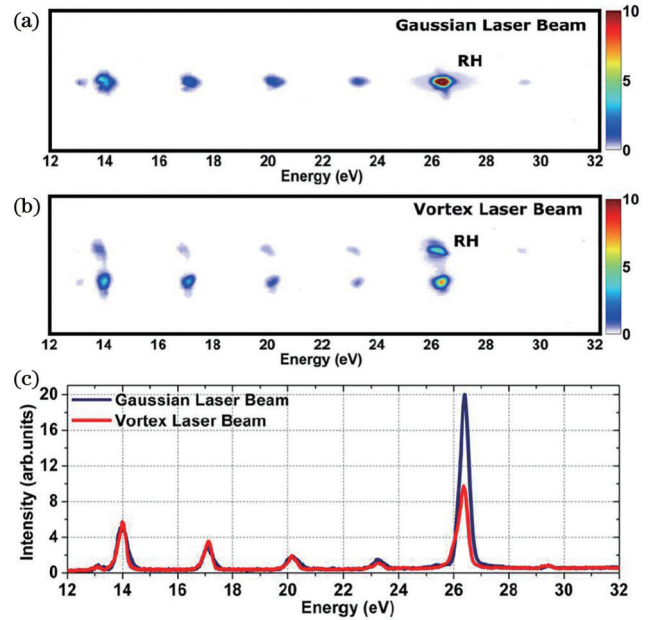 (a)
Gaussian Laser Beam
RH
10
5
0
12 14 16 18 20 22 24 26 28 30 32
Energy (eV)
(b)
Vortex Laser Beam
RH
10
5
0
12 14 16 18 20 22 24 26 28 30 32
Energy (eV)
(c)
Gaussian Laser Beam
Vortex Laser Beam
Intensity (arb.units)
20
16
12
8
4
0
12 14 16 18 20 22 24 26 28 30 32
Energy (eV)